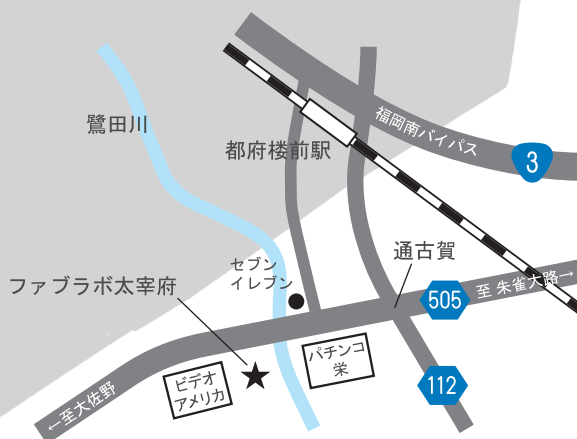 福岡南バイパス
3
鷺田川
都府楼前駅
通古賀
セブン
イレブン
ファブラボ太宰府
505
至 朱雀大路→
パチンコ
栄
ビデオ
アメリカ
112
←至大佐野